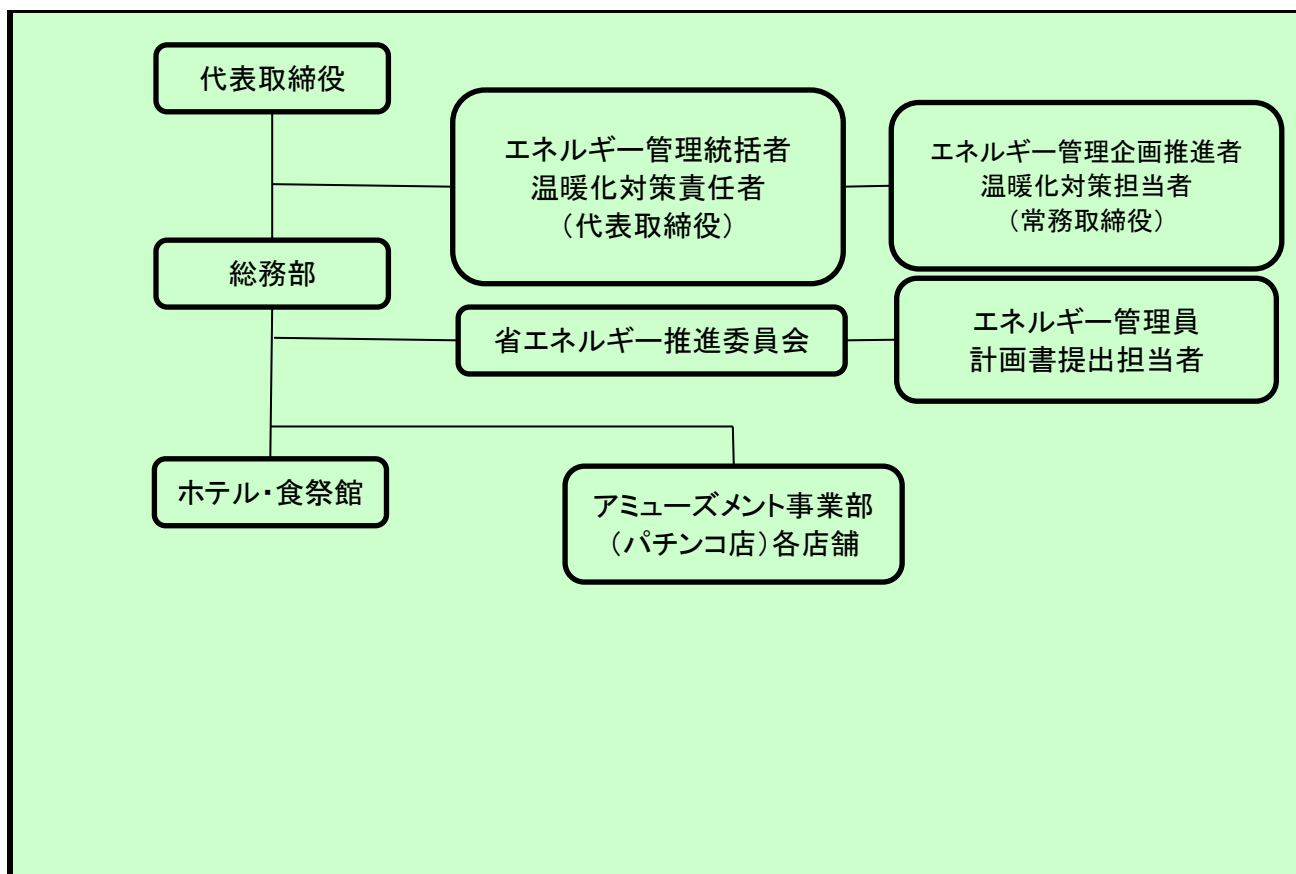 代表取締役
エネルギー管理統括者
温暖化対策責任者
（代表取締役）
エネルギー管理企画推進者
温暖化対策担当者
（常務取締役）
総務部
省エネルギー推進委員会
エネルギー管理員
計画書提出担当者
ホテル・食祭館
アミューズメント事業部
（パチンコ店）各店舗